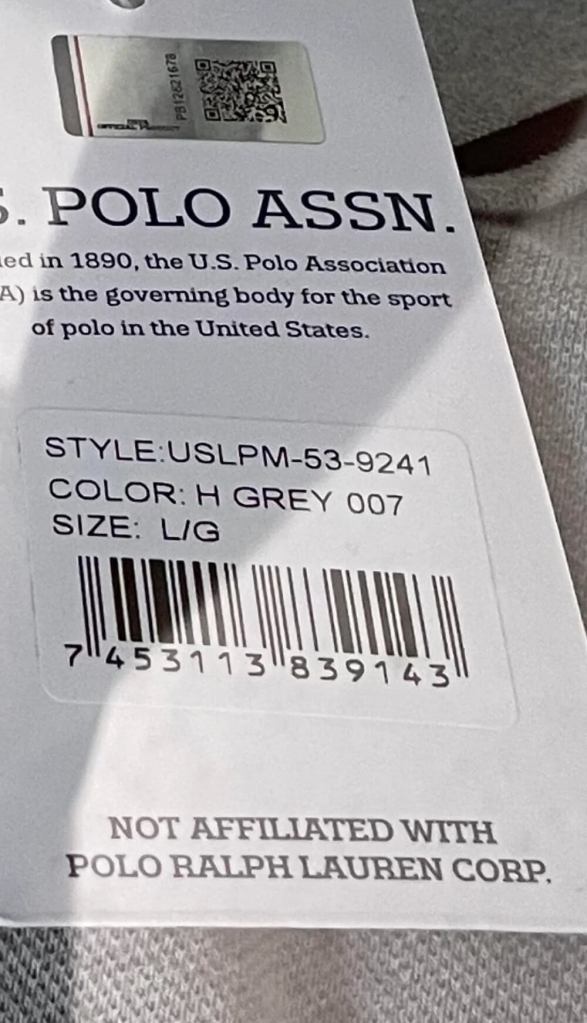 PB12621678
OFFICIAL PRODUCT
S. POLO ASSN.
ed in 1890, the U.S. Polo Association
A) is the governing body for the sport
of polo in the United States.
STYLE:USLPM-53-9241
COLOR: H GREY 007
SIZE: L/G
7 453113 839143
NOT AFFILIATED WITH
POLO RALPH LAUREN CORP.